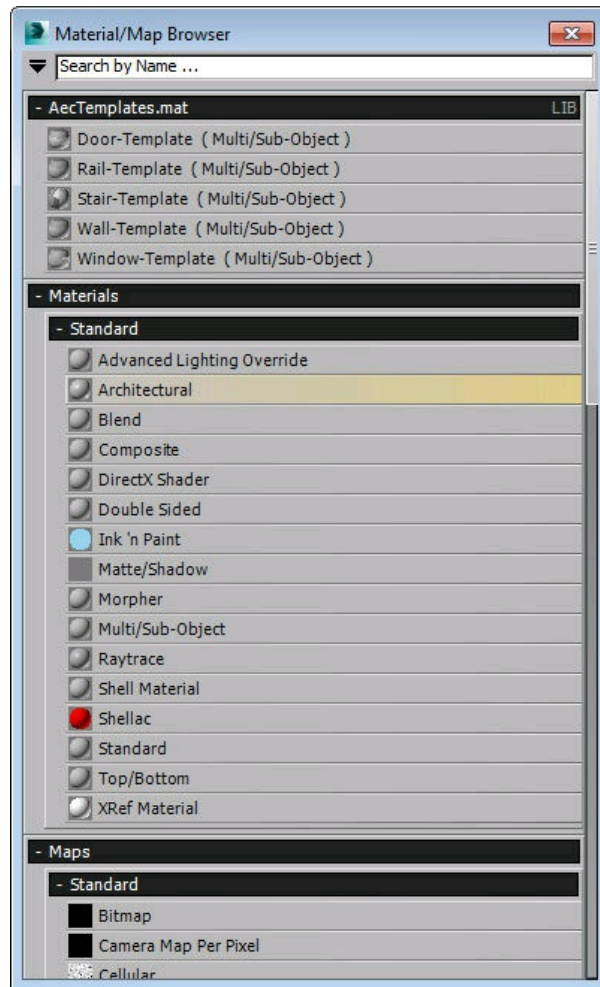 Material/Map Browser
Search by Name ...
- AecTemplates.mat LIB
Door-Template ( Multi/Sub-Object )
Rail-Template ( Multi/Sub-Object )
Stair-Template ( Multi/Sub-Object )
Wall-Template ( Multi/Sub-Object )
Window-Template ( Multi/Sub-Object )
- Materials
- Standard
Advanced Lighting Override
Architectural
Blend
Composite
DirectX Shader
Double Sided
Ink 'n Paint
Matte/Shadow
Morpher
Multi/Sub-Object
Raytrace
Shell Material
Shellac
Standard
Top/Bottom
XRef Material
- Maps
- Standard
Bitmap
Camera Map Per Pixel
Cellular